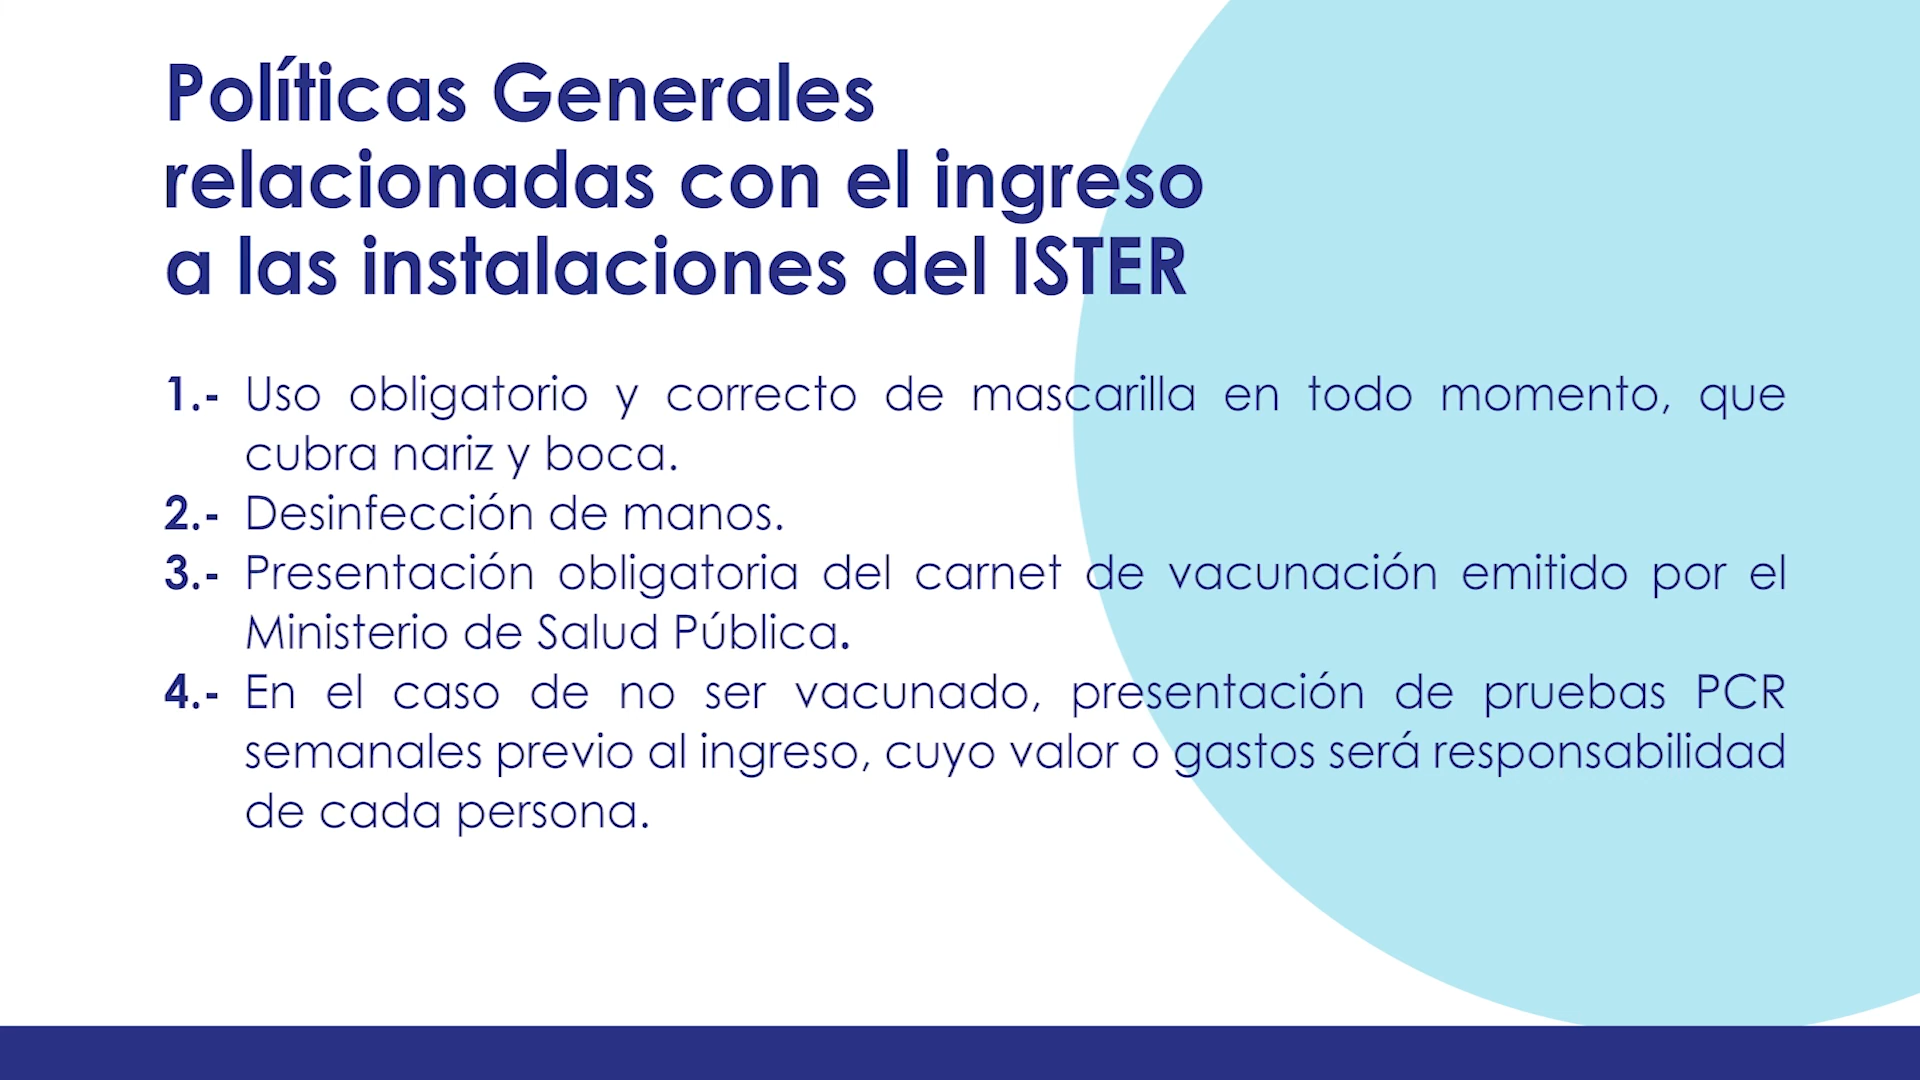 Políticas Generales
relacionadas con el ingreso
a las instalaciones del ISTER
1.- Uso obligatorio y correcto de mascarilla en todo momento, que
cubra nariz y boca.
2.- Desinfección de manos.
3.- Presentación obligatoria del carnet de vacunación emitido por el
Ministerio de Salud Pública.
4.- En el caso de no ser vacunado, presentación de pruebas PCR
semanales previo al ingreso, cuyo valor o gastos será responsabilidad
de cada persona.